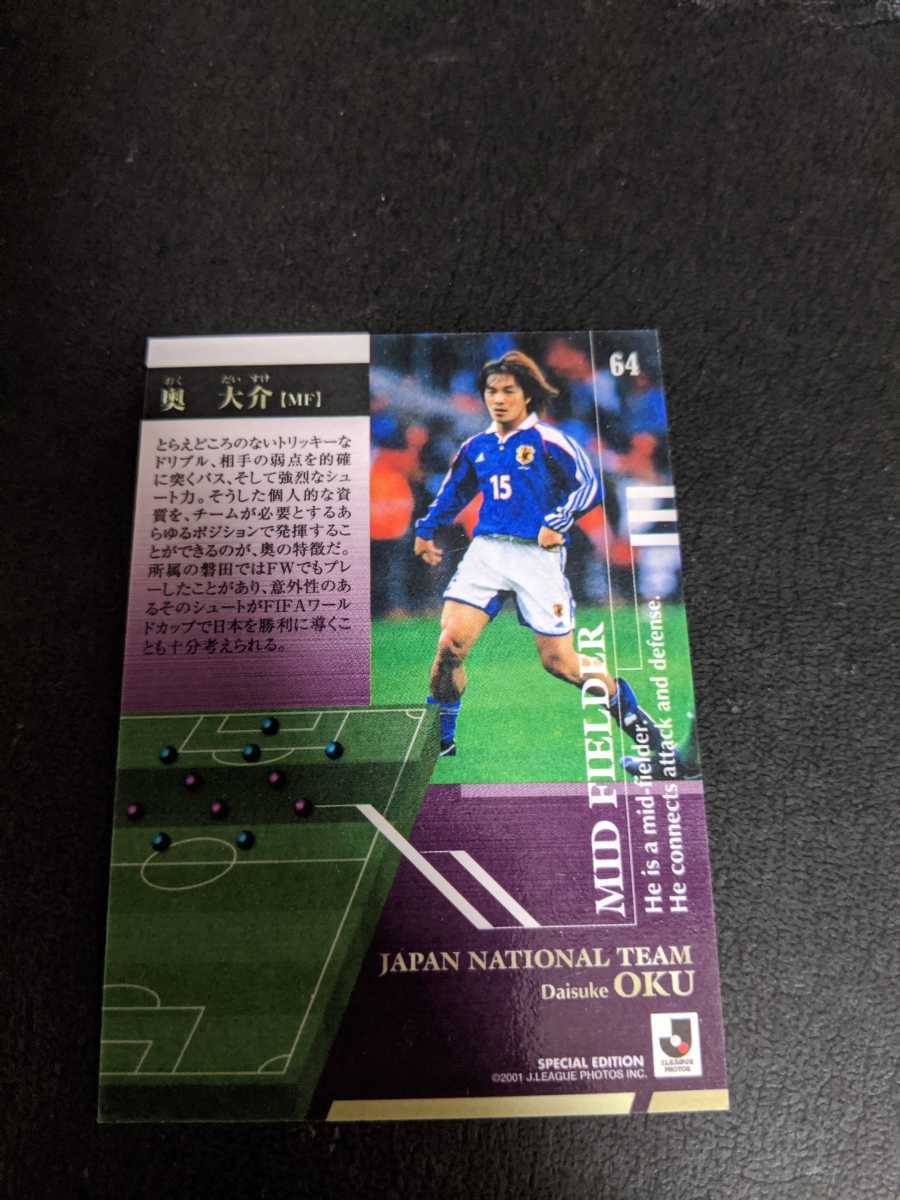 おく だいすけ
奥 大介【MF】
とらえどころのないトリッキーな
ドリブル、相手の弱点を的確
に突くパス、そして強烈なシュ
ート力。そうした個人的な資
質を、チームが必要とするあ
らゆるポジションで発揮するこ
とができるのが、奥の特徴だ。
所属の磐田ではFWでもプレ
ーしたことがあり、意外性のあ
るそのシュートがFIFAワール
ドカップで日本を勝利に導くこ
とも十分考えられる。
64
15
MID FIELDER
He is a mid-fielder.
He connects attack and defense.
JAPAN NATIONAL TEAM
Daisuke OKU
SPECIAL EDITION
©2001 J.LEAGUE PHOTOS INC.
J.LEAGUE
PHOTOS